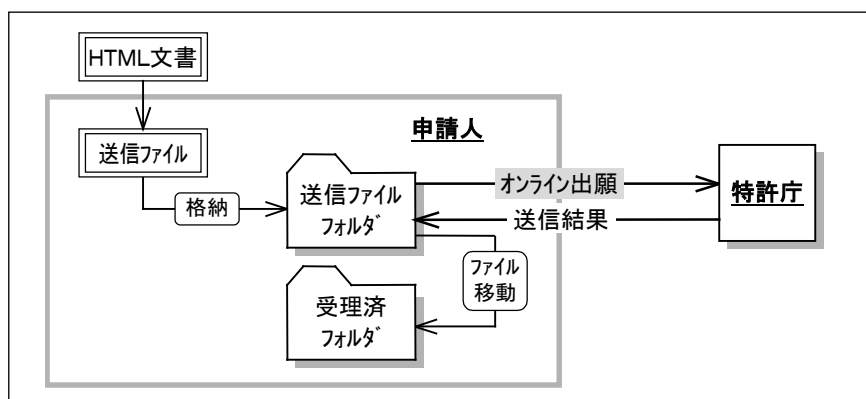 HTML文書
送信ファイル
申請人
格納
送信ファイル
フォルダ
オンライン出願
送信結果
特許庁
ファイル
移動
受理済
フォルダ